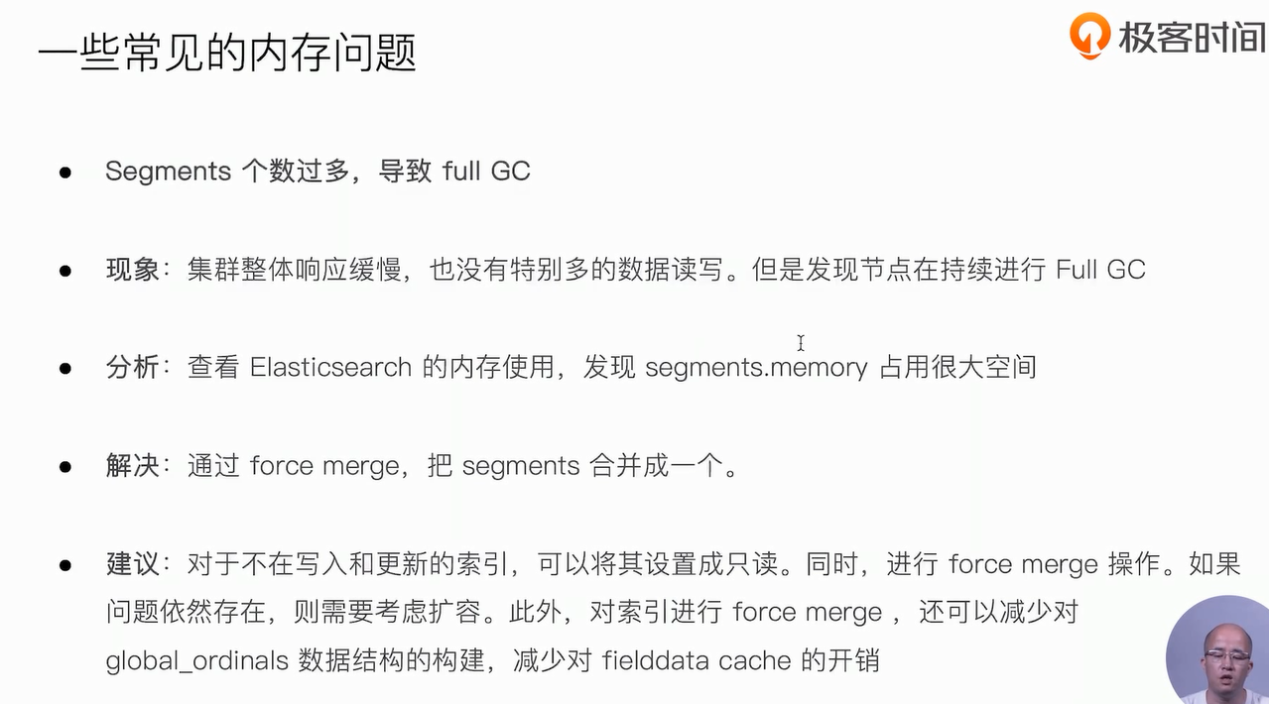 一些常见的内存问题
极客时间
● Segments 个数过多，导致 full GC
● 现象：集群整体响应缓慢，也没有特别多的数据读写。但是发现节点在持续进行 Full GC
● 分析：查看 Elasticsearch 的内存使用，发现 segments.memory 占用很大空间
● 解决：通过 force merge，把 segments 合并成一个。
● 建议：对于不在写入和更新的索引，可以将其设置成只读。同时，进行 force merge 操作。如果
问题依然存在，则需要考虑扩容。此外，对索引进行 force merge ，还可以减少对
global_ordinals 数据结构的构建，减少对 fielddata cache 的开销